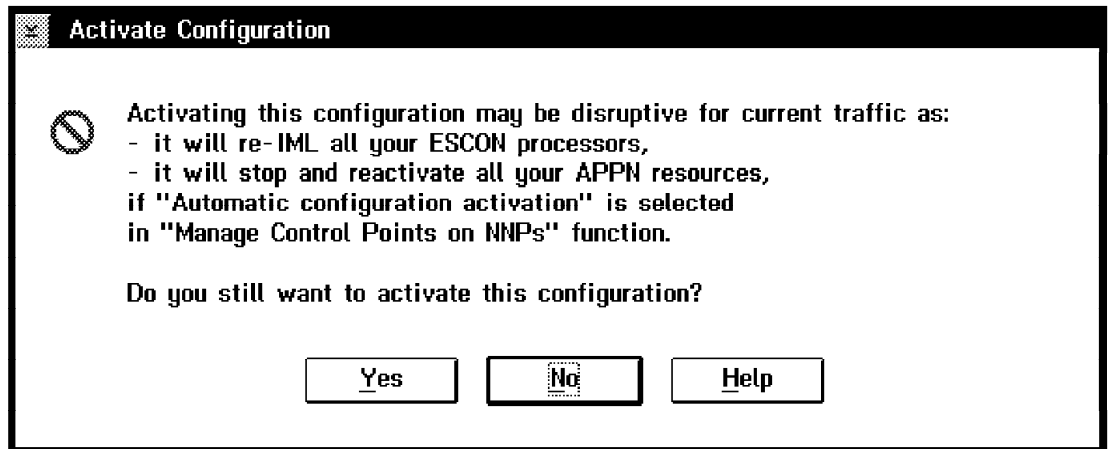 Activate Configuration
Activating this configuration may be disruptive for current traffic as:
- it will re-IML all your ESCON processors,
- it will stop and reactivate all your APPN resources,
if "Automatic configuration activation" is selected
in "Manage Control Points on NNPs" function.
Do you still want to activate this configuration?
Yes No Help